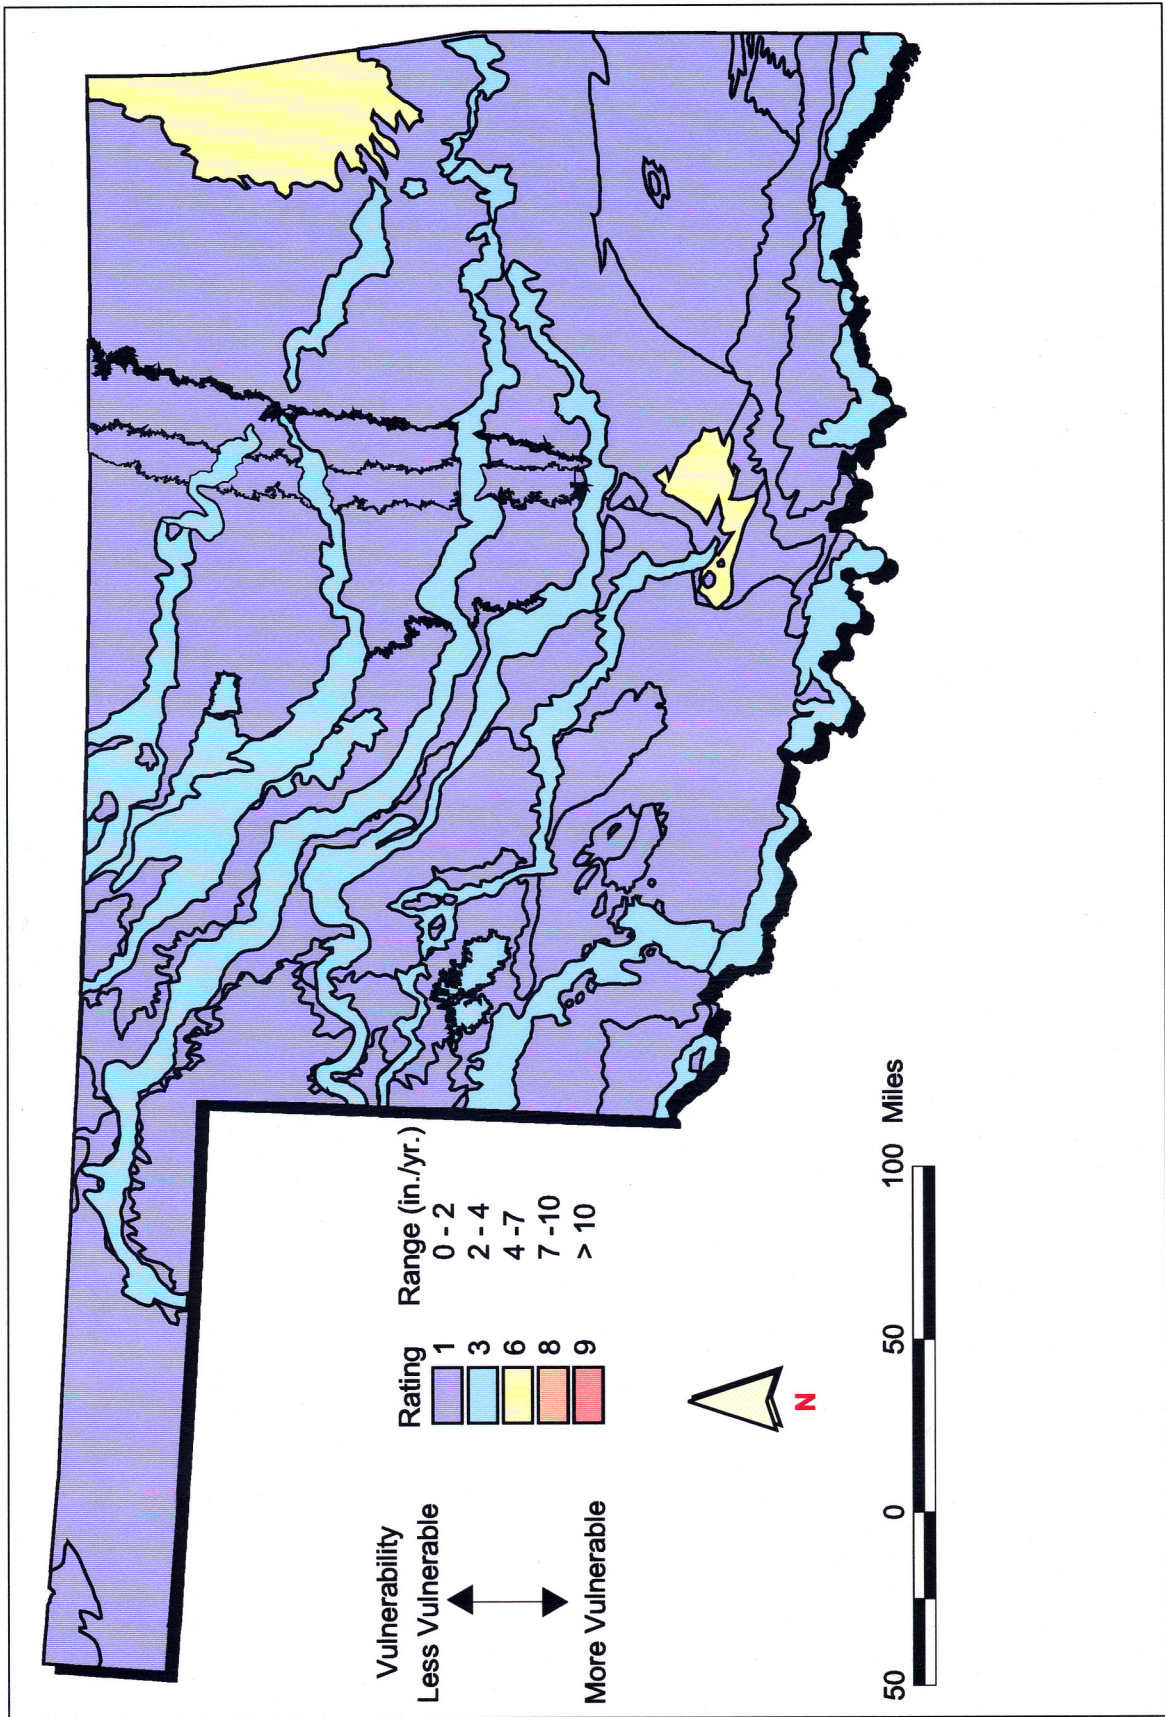 Vulnerability
Less Vulnerable
More Vulnerable
Rating Range (in./yr.)
1 0 - 2
3 2 - 4
6 4 -7
8 7 -10
9 > 10
N
50 0 50 100 Miles